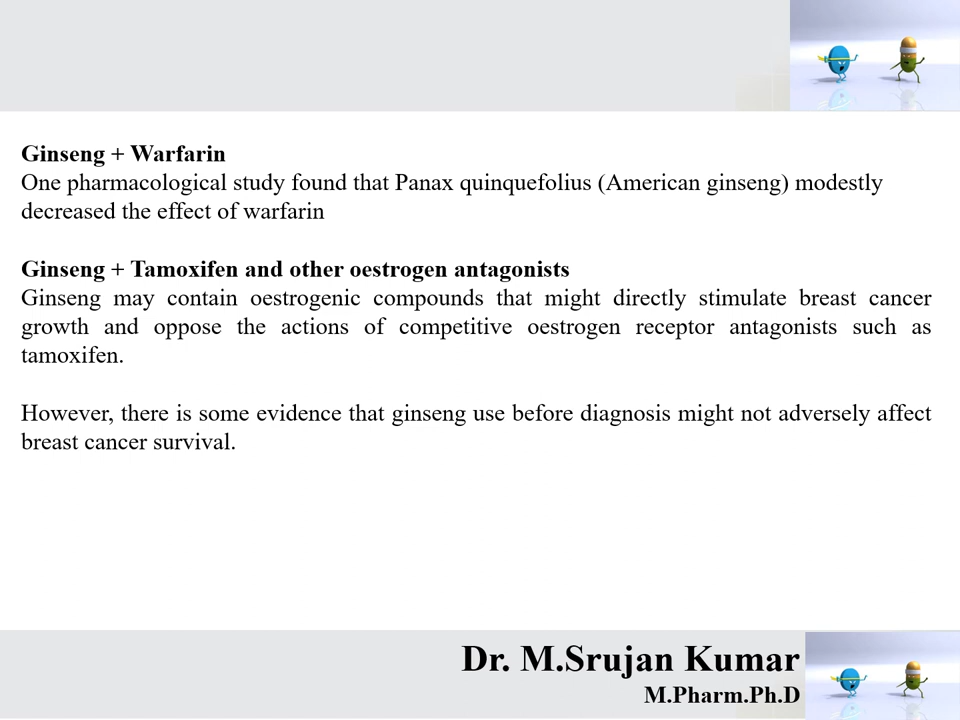 Ginseng + Warfarin
One pharmacological study found that Panax quinquefolius (American ginseng) modestly
decreased the effect of warfarin
Ginseng + Tamoxifen and other oestrogen antagonists
Ginseng may contain oestrogenic compounds that might directly stimulate breast cancer
growth and oppose the actions of competitive oestrogen receptor antagonists such as
tamoxifen.
However, there is some evidence that ginseng use before diagnosis might not adversely affect
breast cancer survival.
Dr. M.Srujan Kumar
M.Pharm.Ph.D